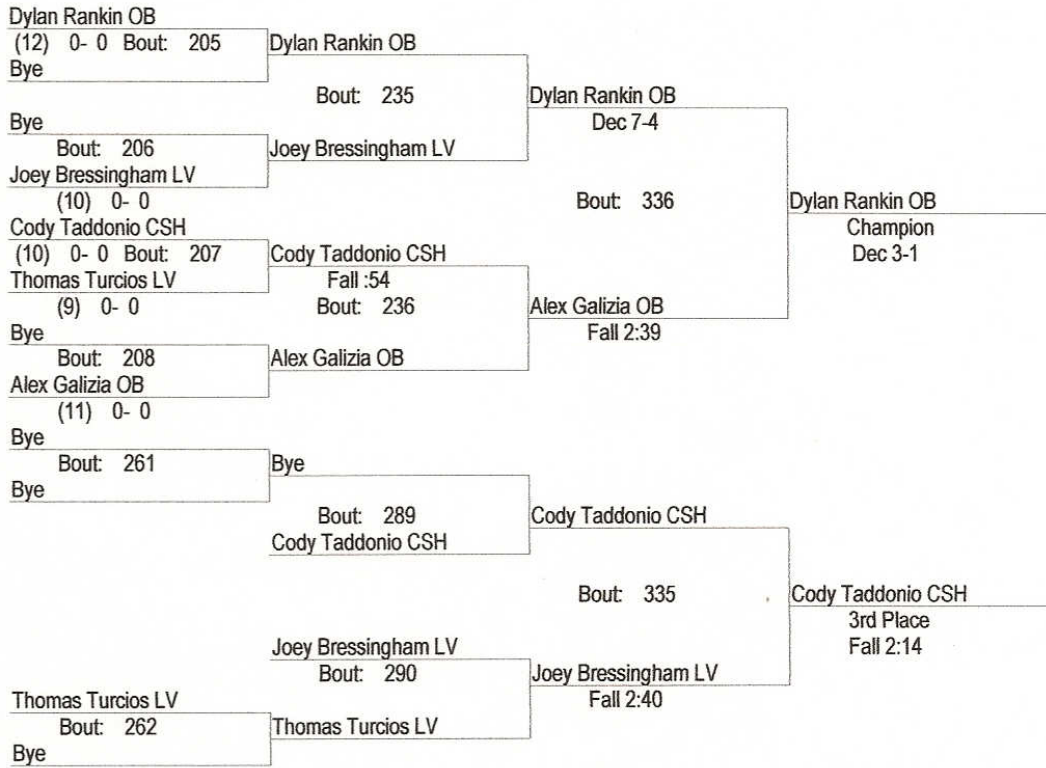 Dylan Rankin OB
(12) 0- 0 Bout: 205
Dylan Rankin OB
Bye
Bout: 235
Dylan Rankin OB
Dec 7-4
Bye
Bout: 206
Joey Bressingham LV
Joey Bressingham LV
(10) 0- 0
Bout: 336
Dylan Rankin OB
Champion
Dec 3-1
Cody Taddonio CSH
(10) 0- 0 Bout: 207
Cody Taddonio CSH
Fall :54
Thomas Turcios LV
(9) 0- 0
Bout: 236
Alex Galizia OB
Fall 2:39
Bye
Bout: 208
Alex Galizia OB
Alex Galizia OB
(11) 0- 0
Bye
Bout: 261
Bye
Bye
Bout: 289
Cody Taddonio CSH
Cody Taddonio CSH
Bout: 335
Cody Taddonio CSH
3rd Place
Fall 2:14
Joey Bressingham LV
Bout: 290
Joey Bressingham LV
Fall 2:40
Thomas Turcios LV
Bout: 262
Thomas Turcios LV
Bye